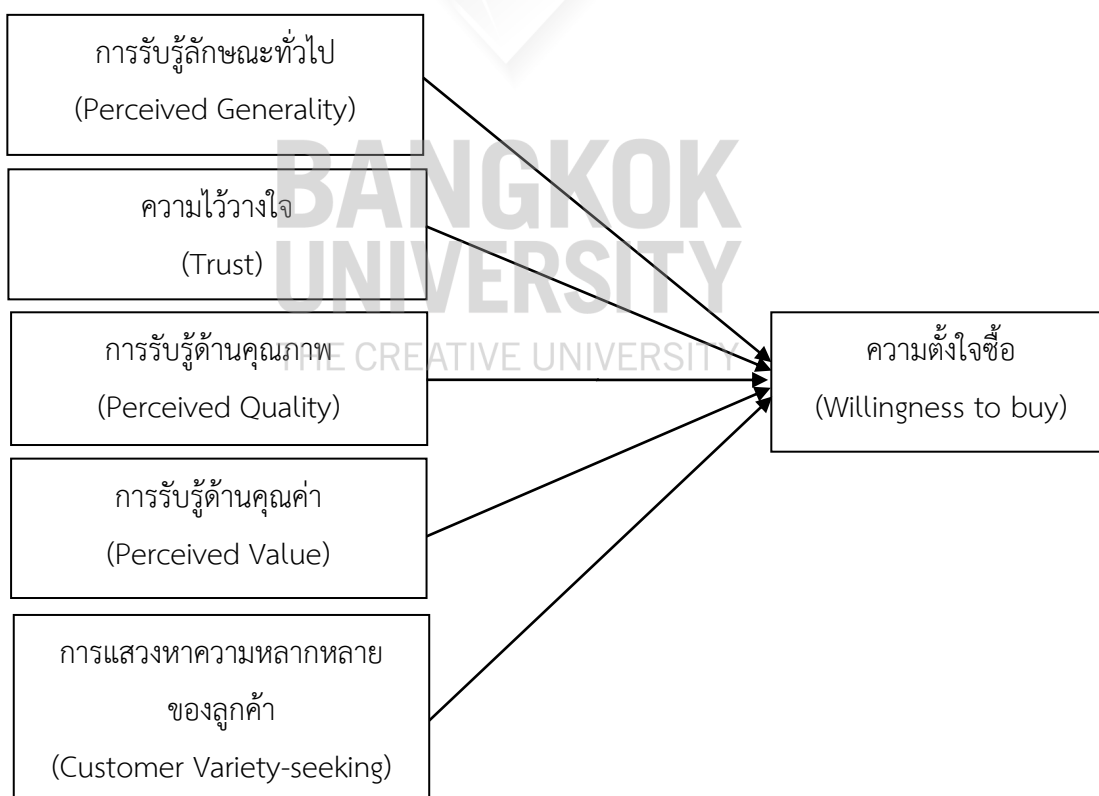 การรับรู้ลักษณะทั่วไป
(Perceived Generality)
ความไว้วางใจ
(Trust)
การรับรู้ด้านคุณภาพ
(Perceived Quality)
การรับรู้ด้านคุณค่า
(Perceived Value)
การแสวงหาความหลากหลาย
ของลูกค้า
(Customer Variety-seeking)
ความตั้งใจซื้อ
(Willingness to buy)
BANGKOK
UNIVERSITY
THE CREATIVE UNIVERSITY